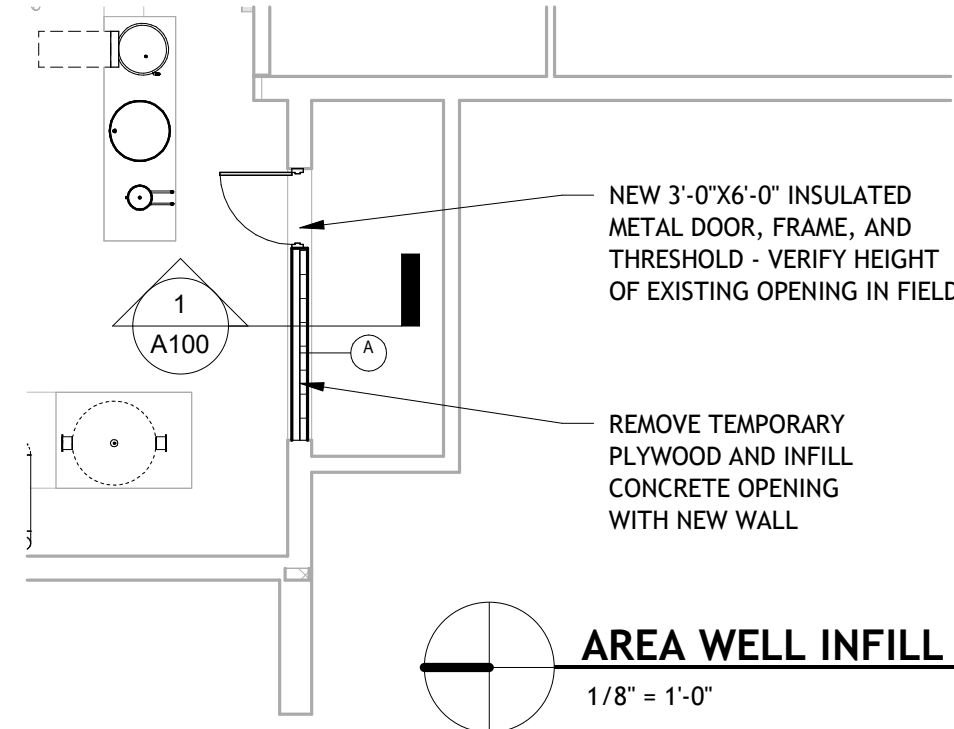 NEW 3'-0"X6'-0" INSULATED
METAL DOOR, FRAME, AND
THRESHOLD - VERIFY HEIGHT
OF EXISTING OPENING IN FIELD
1
A100
A
REMOVE TEMPORARY
PLYWOOD AND INFILL
CONCRETE OPENING
WITH NEW WALL
AREA WELL INFILL
1/8" = 1'-0"